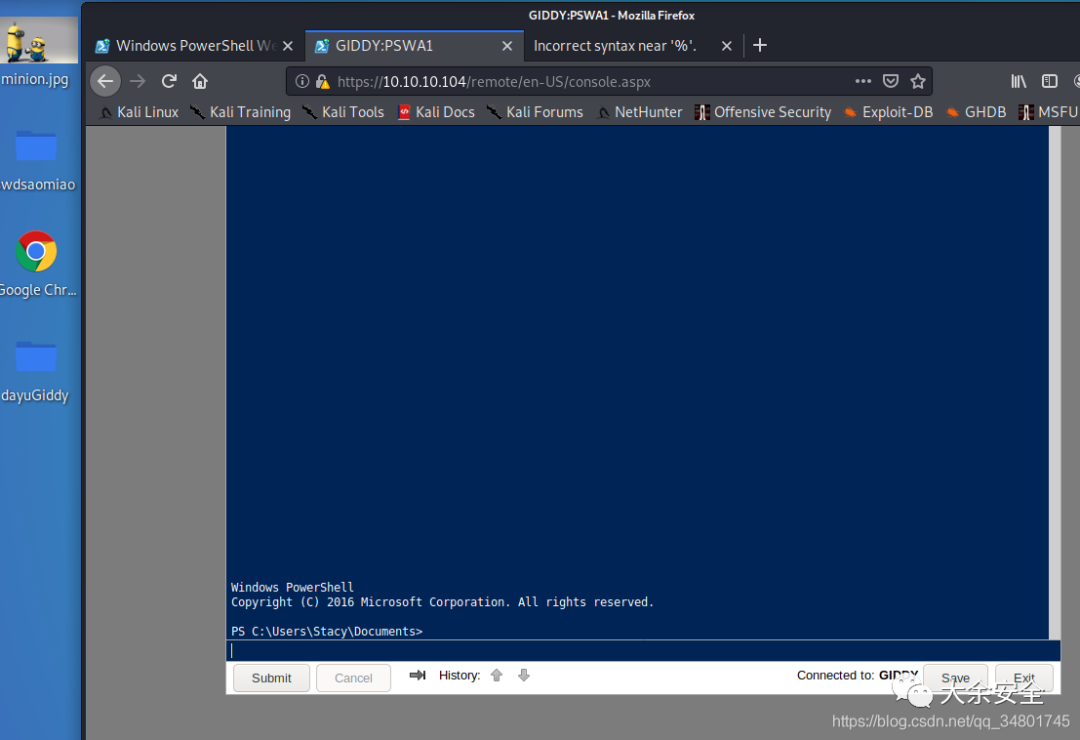 GIDDY:PSWA1 - Mozilla Firefox
Windows PowerShell We
GIDDY:PSWA1
Incorrect syntax near '%'.
https://10.10.10.104/remote/en-US/console.aspx
Kali Linux Kali Training Kali Tools Kali Docs Kali Forums NetHunter Offensive Security Exploit-DB GHDB MSFU
minion.jpg
wdsaomiao
Google Chr...
dayuGiddy
Windows PowerShell
Copyright (C) 2016 Microsoft Corporation. All rights reserved.
PS C:\Users\Stacy\Documents>
Submit Cancel History: Connected to: GIDDY Save Exit
大余安全
https://blog.csdn.net/qq_34801745